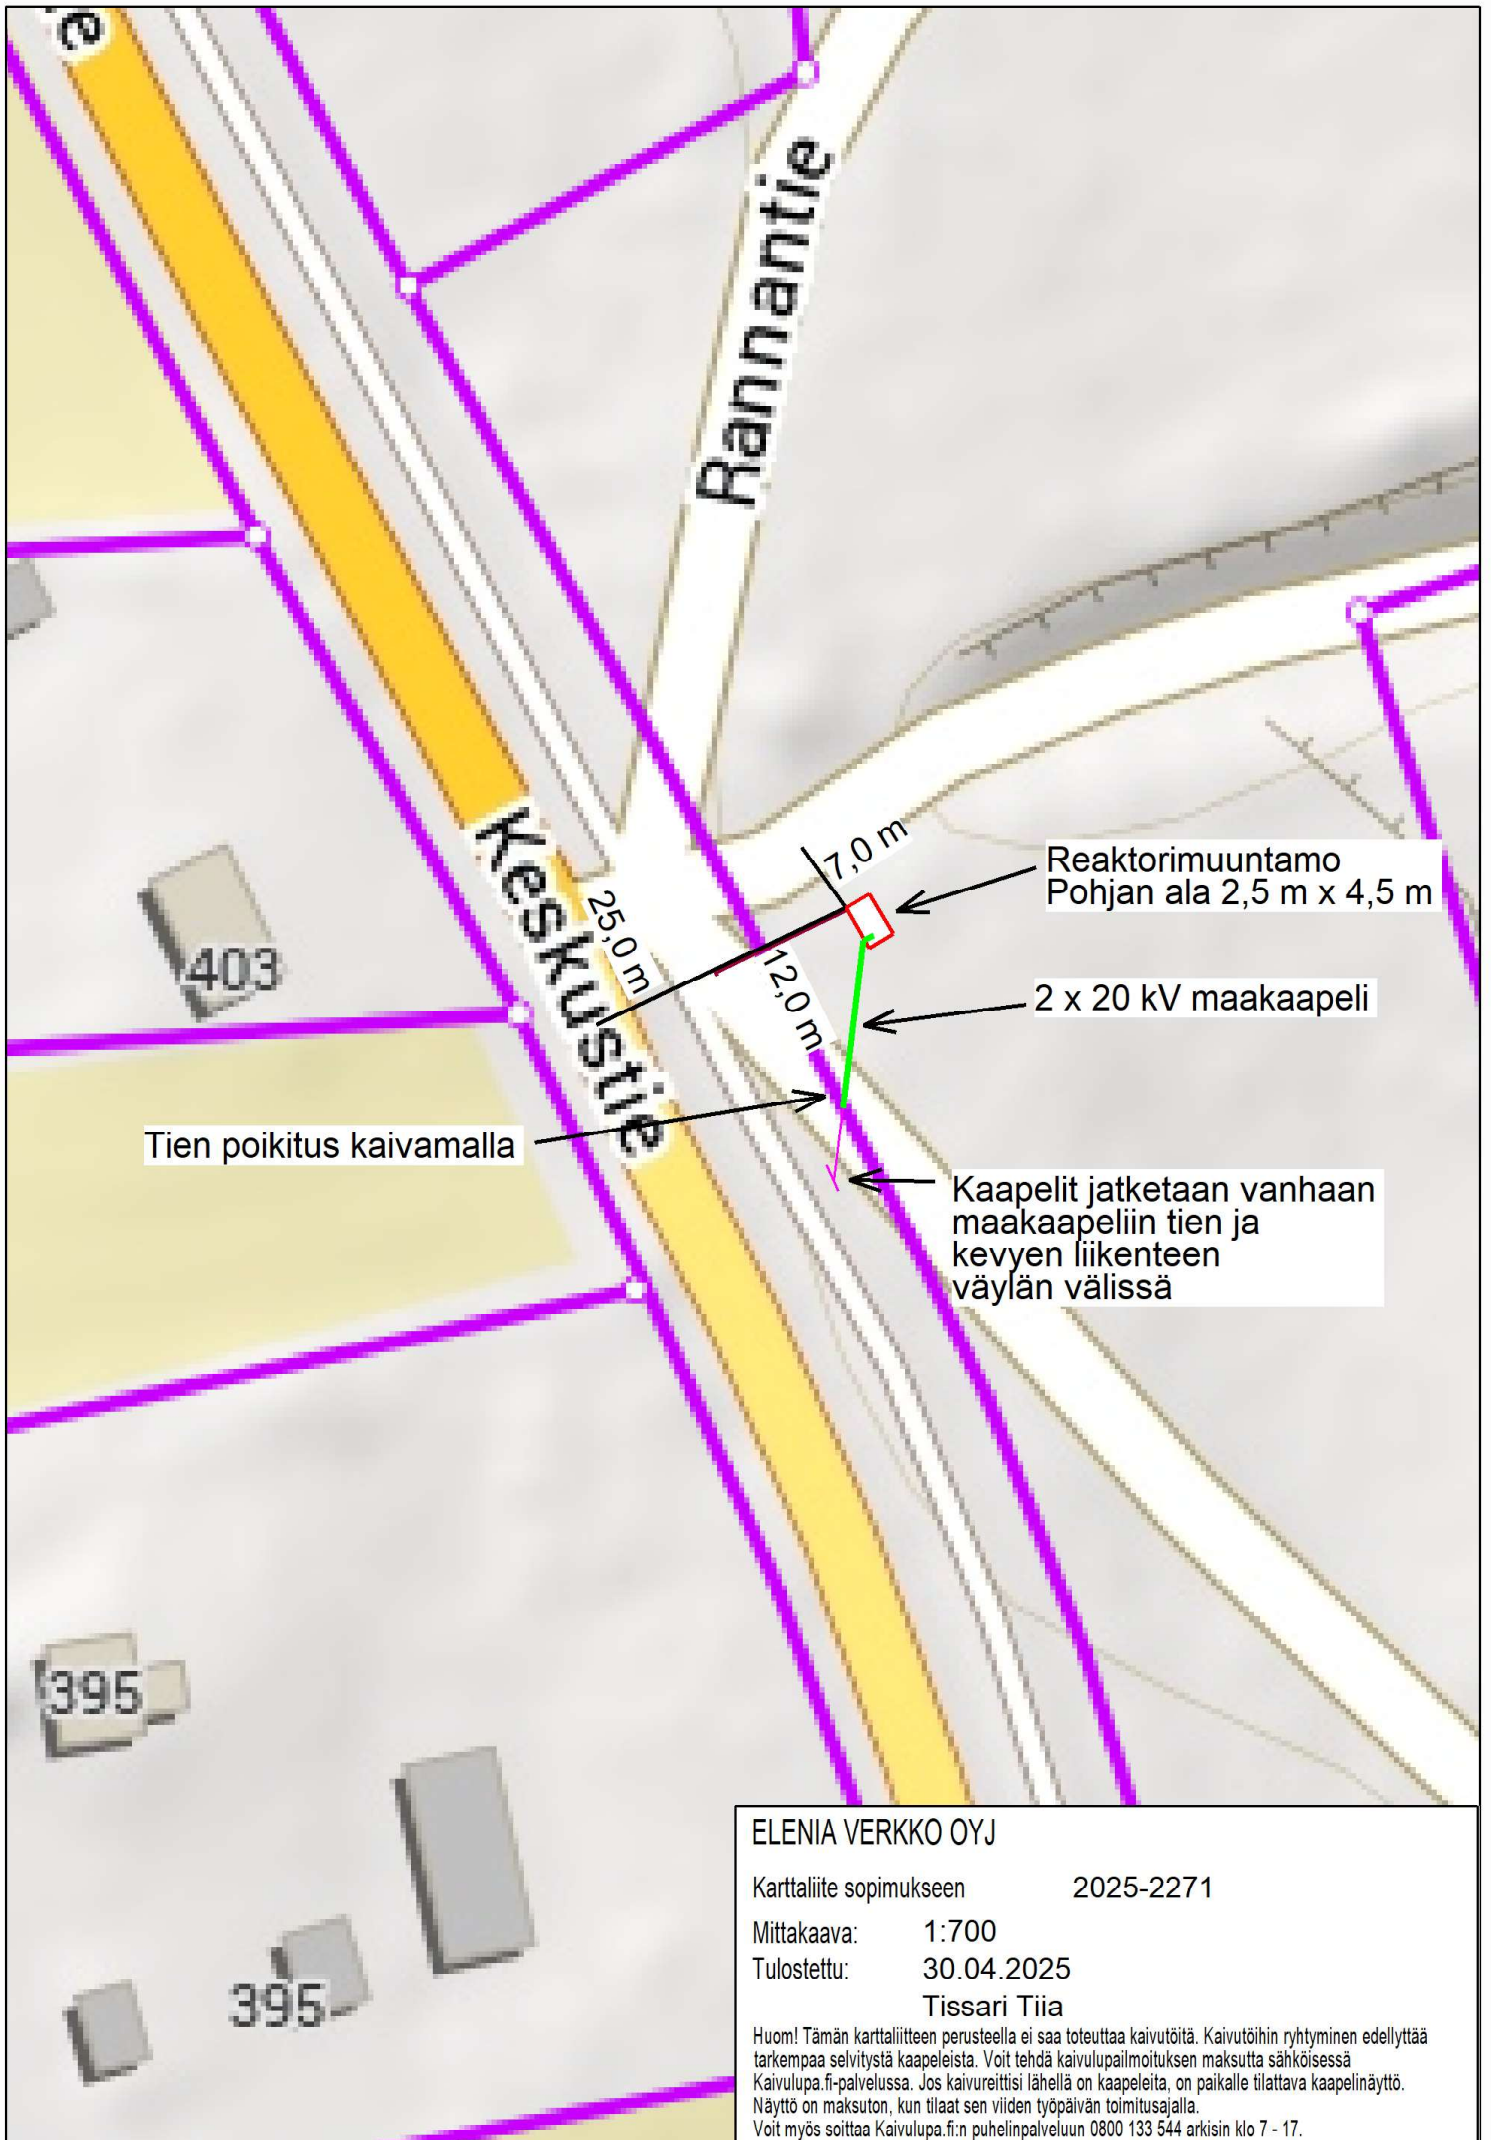 e
Rannantie
7,0 m
Reaktorimuuntamo
Pohjan ala 2,5 m x 4,5 m
Keskustie
25,0 m
403
12,0 m
2 x 20 kV maakaapeli
Tien poikitus kaivamalla
Kaapelit jatketaan vanhaan
maakaapeliin tien ja
kevyen liikenteen
väylän välissä
395
395
ELENIA VERKKO OYJ
Karttaliite sopimukseen 2025-2271
Mittakaava: 1:700
Tulostettu: 30.04.2025
Tissari Tiia
Huom! Tämän karttaliitteen perusteella ei saa toteuttaa kaivutöitä. Kaivutöihin ryhtyminen edellyttää
tarkempaa selvitystä kaapeleista. Voit tehdä kaivulupailmoituksen maksutta sähköisessä
Kaivulupa.fi-palvelussa. Jos kaivureittisi lähellä on kaapeleita, on paikalle tilattava kaapelinäyttö.
Näyttö on maksuton, kun tilaat sen viiden työpäivän toimitusajalla.
Voit myös soittaa Kaivulupa.fi:n puhelinpalveluun 0800 133 544 arkisin klo 7 - 17.